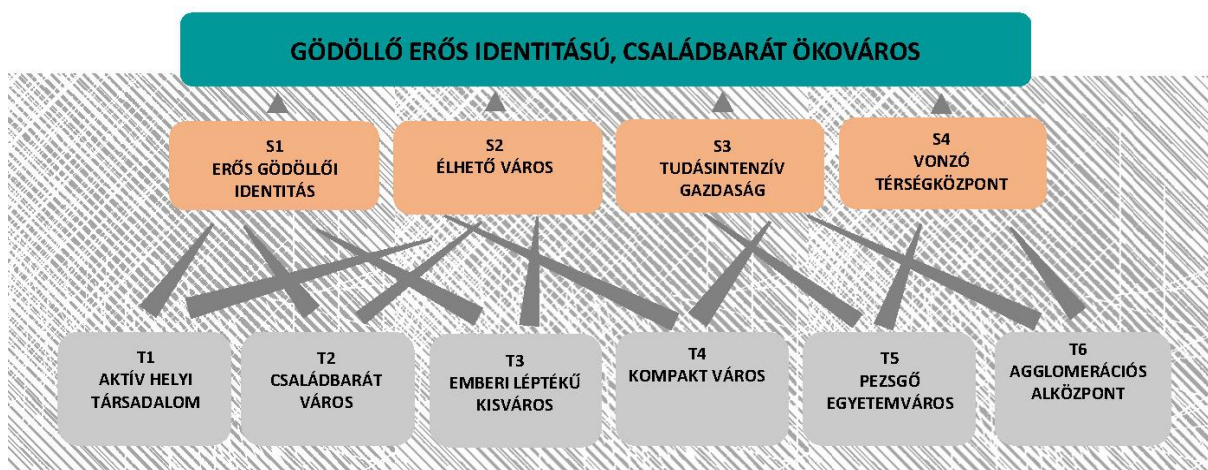 GÖDÖLLŐ ERŐS IDENTITÁSÚ, CSALÁDBARÁT ÖKOVÁROS
S1
ERŐS GÖDÖLLŐI
IDENTITÁS
S2
ÉLHETŐ VÁROS
S3
TUDÁSINTENZÍV
GAZDASÁG
S4
VONZÓ
TÉRSÉGKÖZPONT
T1
AKTÍV HELYI
TÁRSADALOM
T2
CSALÁDBARÁT
VÁROS
T3
EMBERI LÉPTÉKŰ
KISVÁROS
T4
KOMPAKT VÁROS
T5
PEZSGŐ
EGYETEMVÁROS
T6
AGGLOMERÁCIÓS
ALKÖZPONT